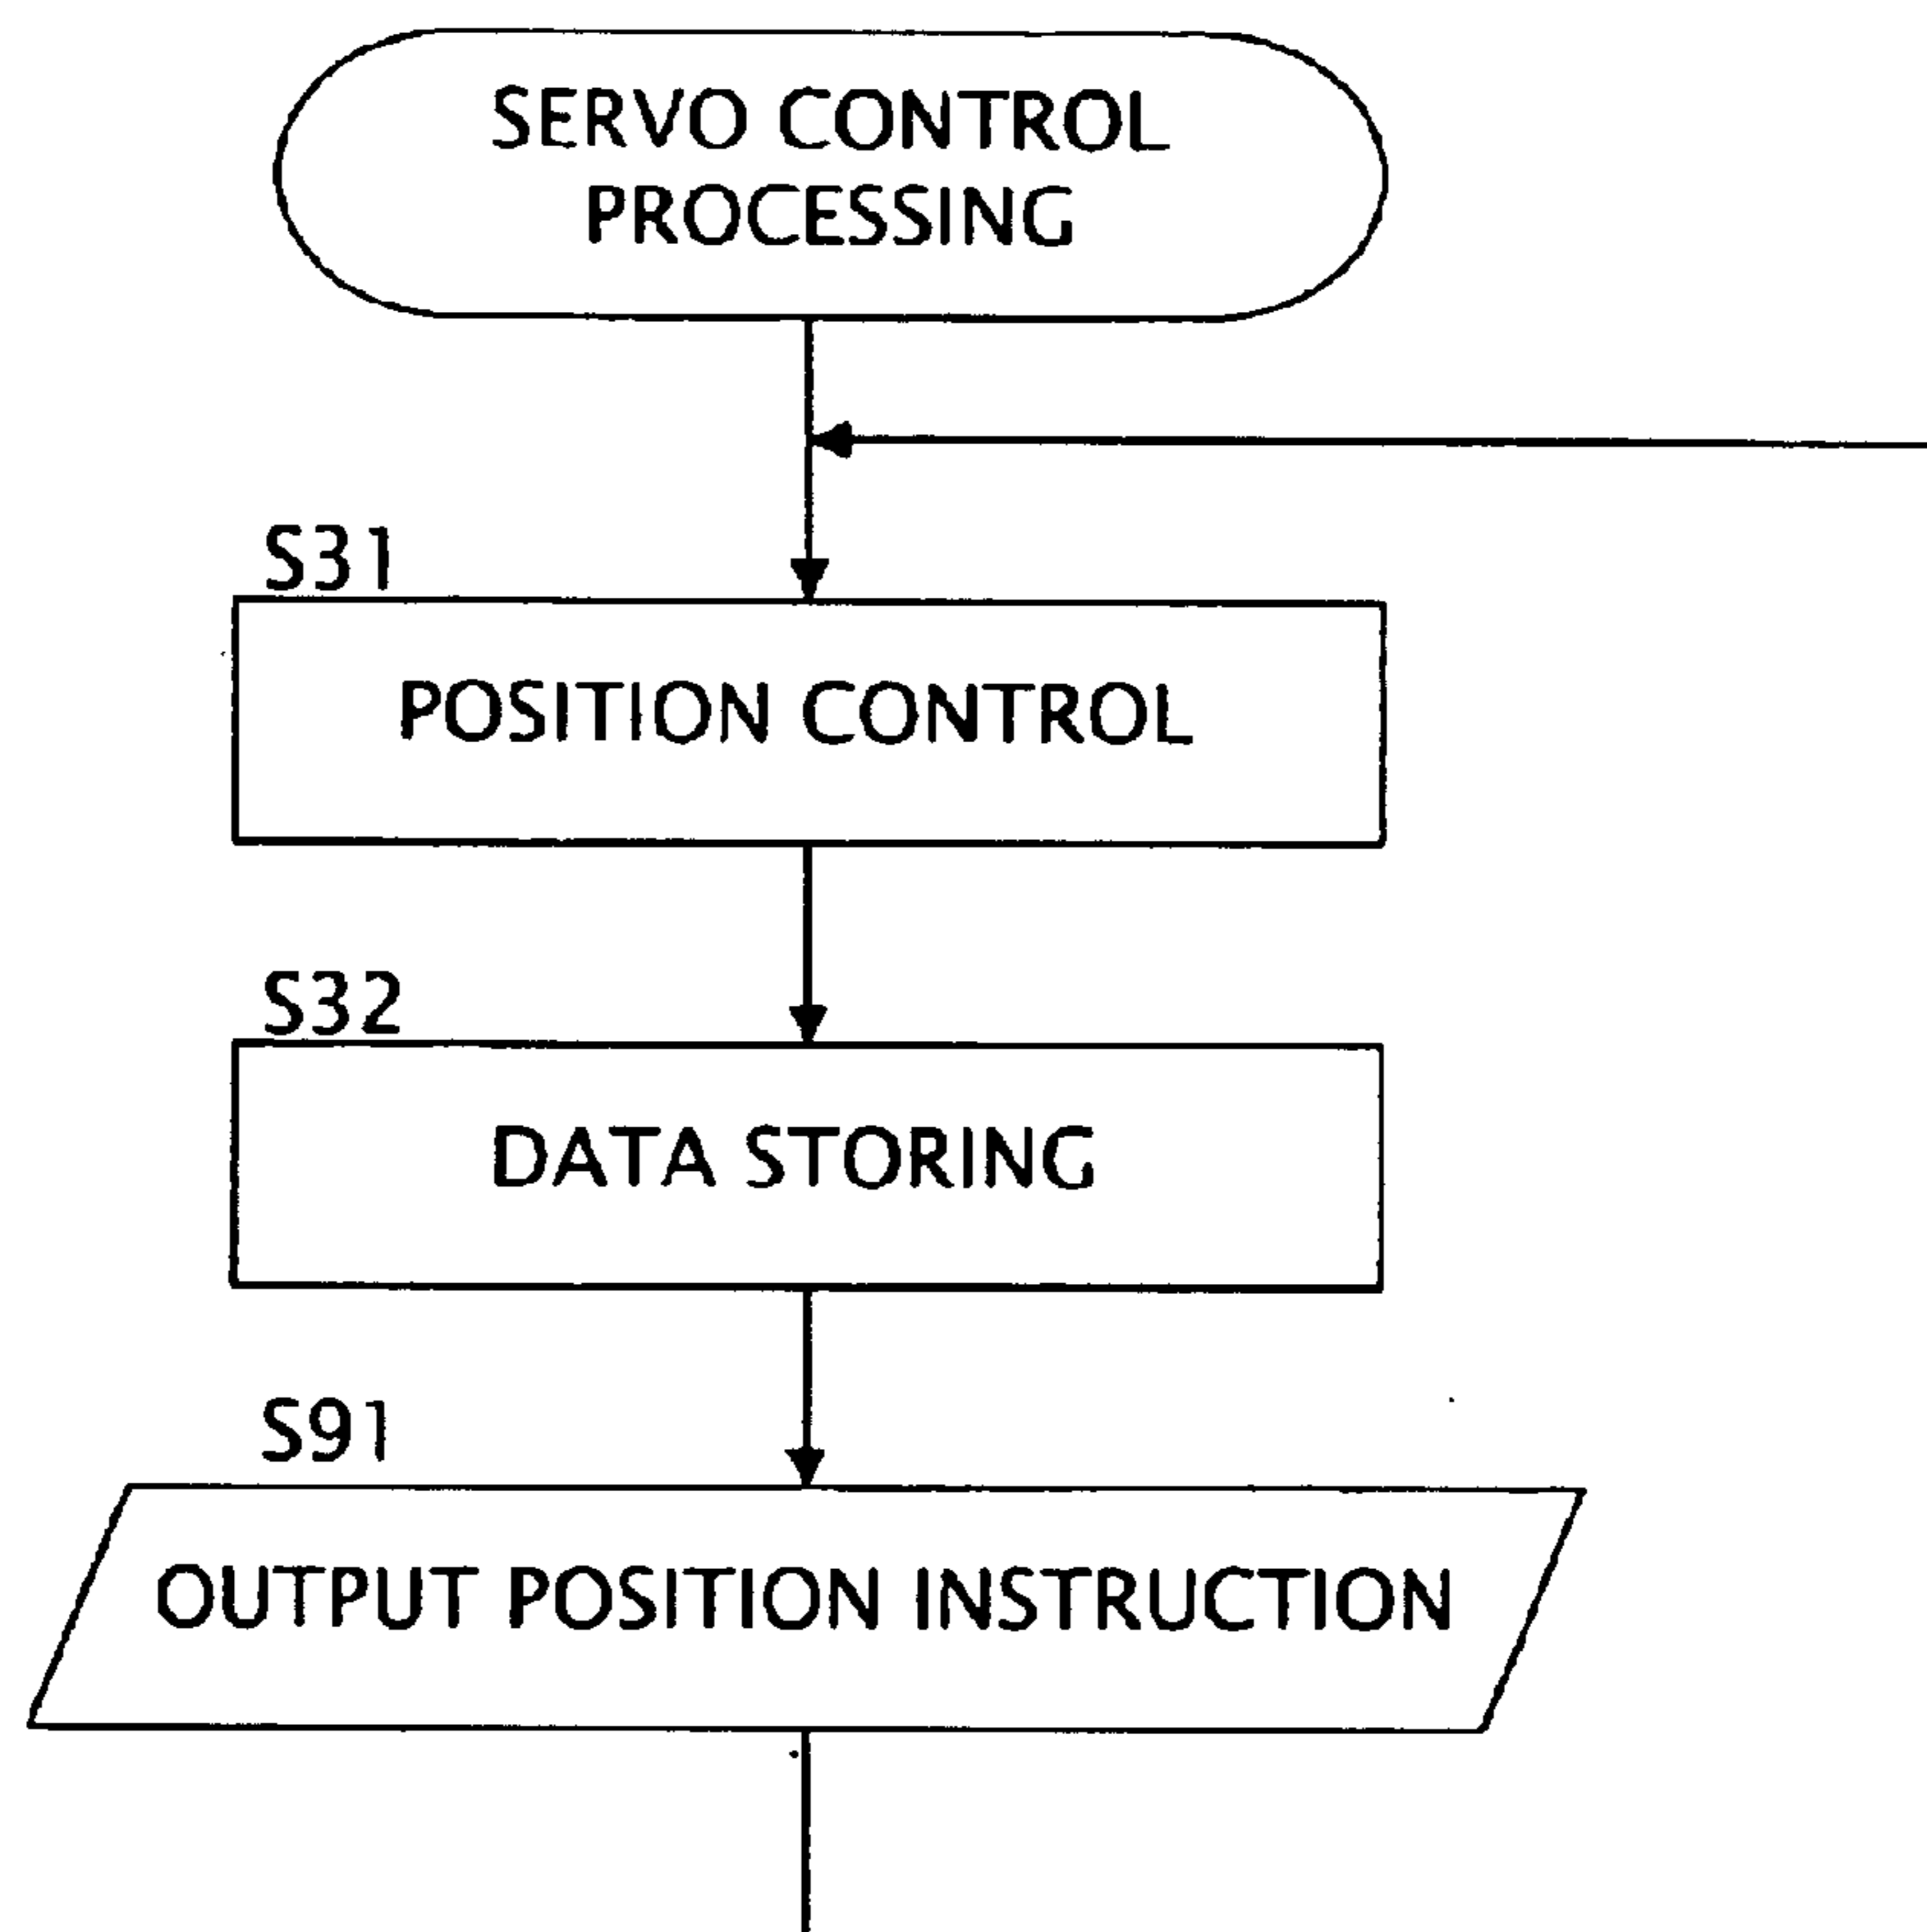 SERVO CONTROL
PROCESSING
S31
POSITION CONTROL
S32
DATA STORING
S91
OUTPUT POSITION INSTRUCTION